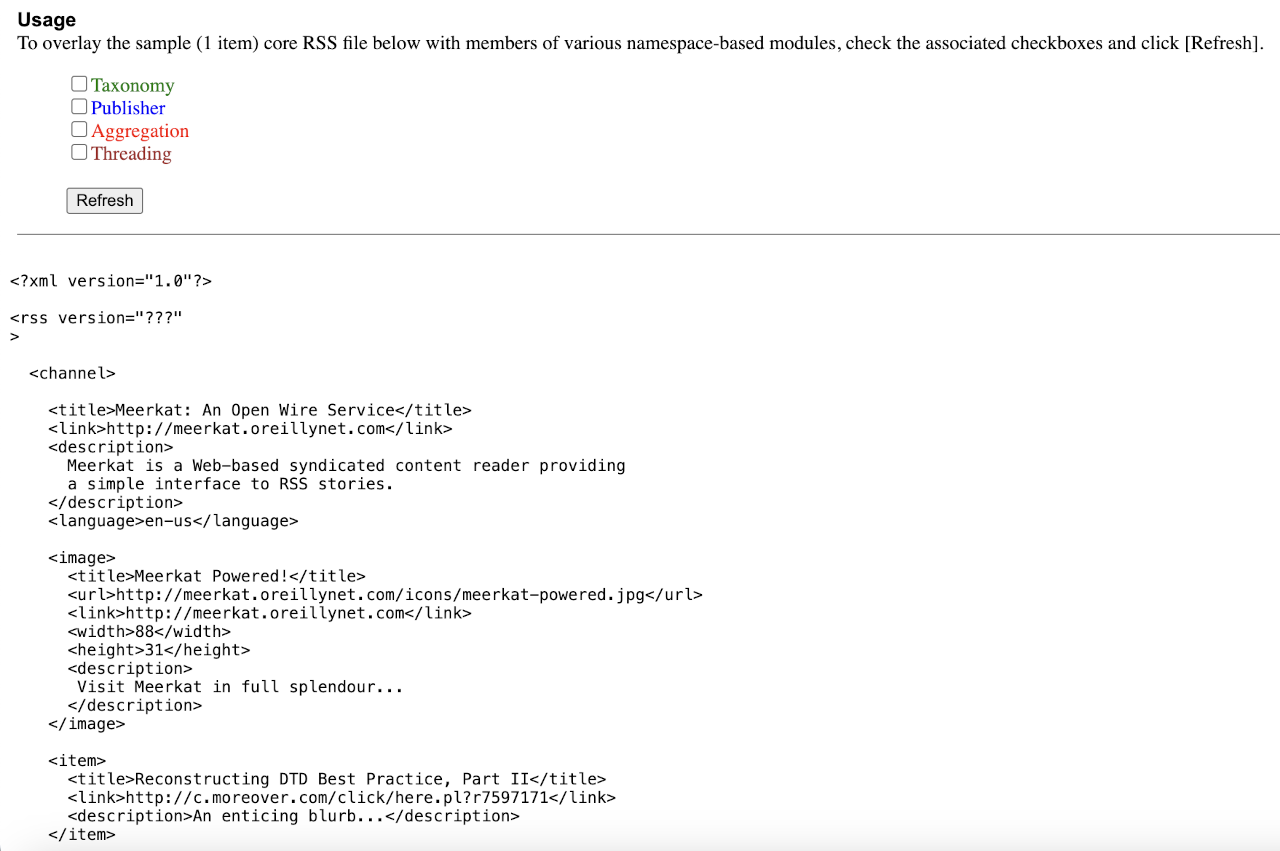 Usage
To overlay the sample (1 item) core RSS file below with members of various namespace-based modules, check the associated checkboxes and click [Refresh].
Taxonomy
Publisher
Aggregation
Threading
Refresh
<?xml version="1.0"?>
<rss version="???"
>
<channel>
<title>Meerkat: An Open Wire Service</title>
<link>http://meerkat.oreillynet.com</link>
<description>
Meerkat is a Web-based syndicated content reader providing
a simple interface to RSS stories.
</description>
<language>en-us</language>
<image>
<title>Meerkat Powered!</title>
<url>http://meerkat.oreillynet.com/icons/meerkat-powered.jpg</url>
<link>http://meerkat.oreillynet.com</link>
<width>88</width>
<height>31</height>
<description>
Visit Meerkat in full splendour...
</description>
</image>
<item>
<title>Reconstructing DTD Best Practice, Part II</title>
<link>http://c.moreover.com/click/here.pl?r7597171</link>
<description>An enticing blurb...</description>
</item>